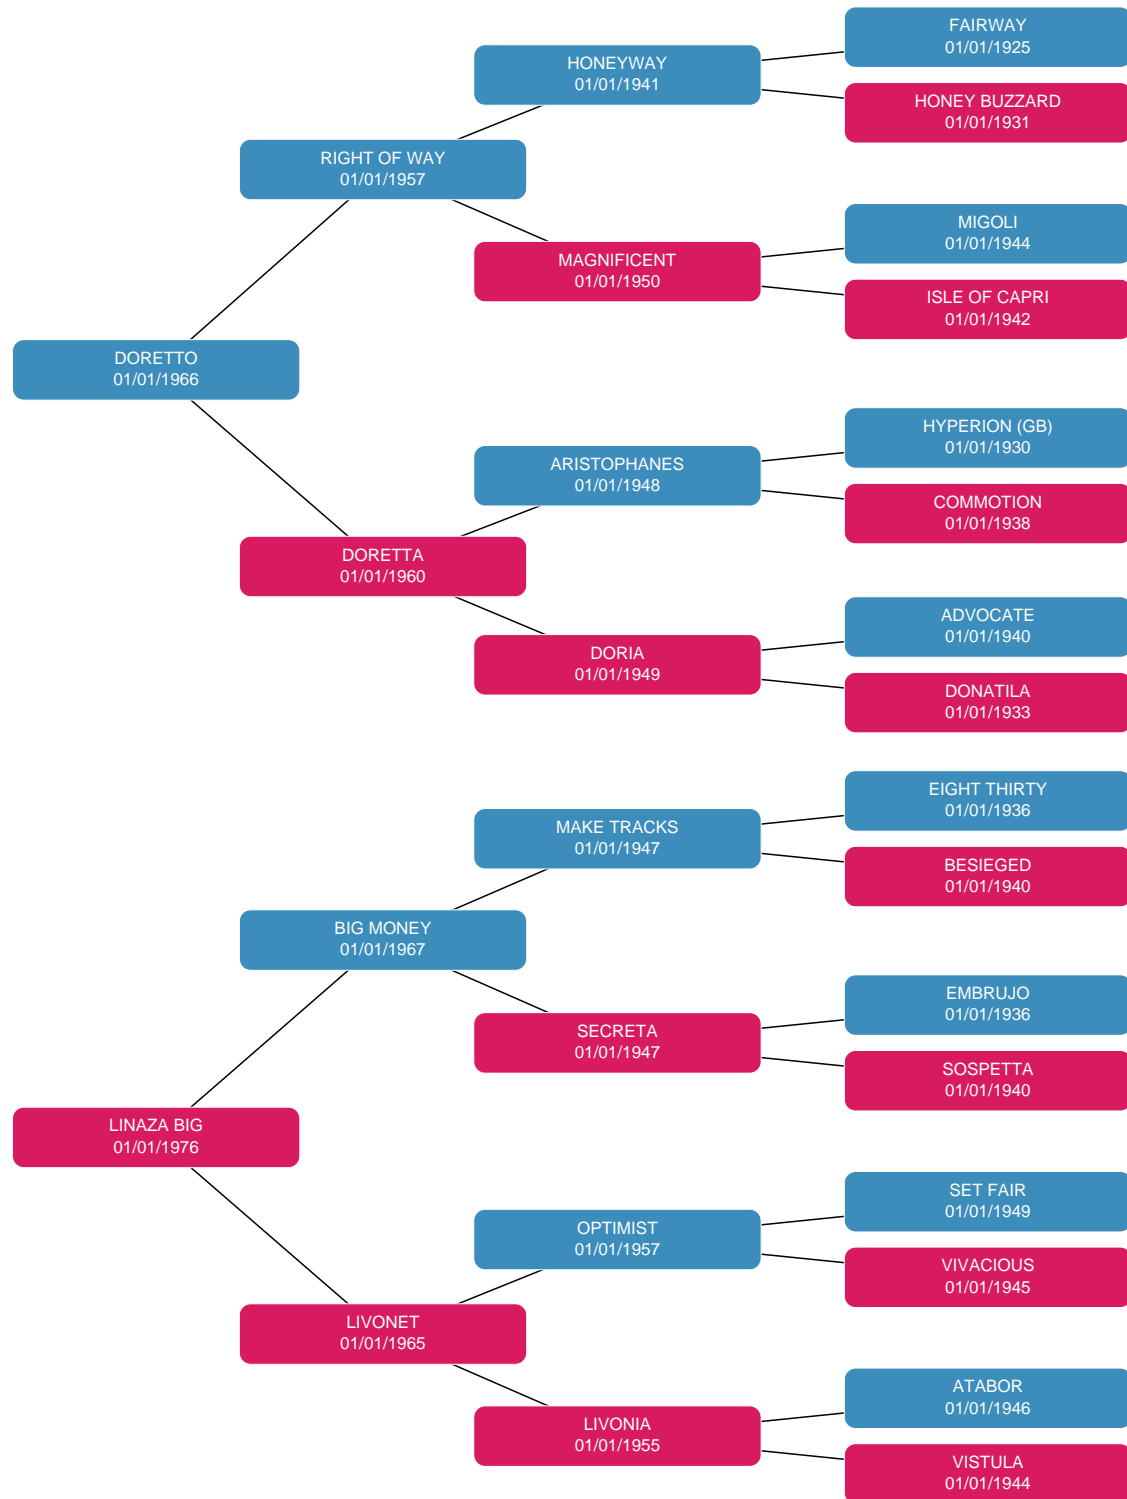 FAIRWAY
01/01/1925
HONEYWAY
01/01/1941
HONEY BUZZARD
01/01/1931
RIGHT OF WAY
01/01/1957
MIGOLI
01/01/1944
MAGNIFICENT
01/01/1950
ISLE OF CAPRI
01/01/1942
DORETTO
01/01/1966
HYPERION (GB)
01/01/1930
ARISTOPHANES
01/01/1948
COMMOTION
01/01/1938
DORETTA
01/01/1960
ADVOCATE
01/01/1940
DORIA
01/01/1949
DONATILA
01/01/1933
EIGHT THIRTY
01/01/1936
MAKE TRACKS
01/01/1947
BESIEGED
01/01/1940
BIG MONEY
01/01/1967
EMBRUJO
01/01/1936
SECRETA
01/01/1947
SOSPETTA
01/01/1940
LINAZA BIG
01/01/1976
SET FAIR
01/01/1949
OPTIMIST
01/01/1957
VIVACIOUS
01/01/1945
LIVONET
01/01/1965
ATABOR
01/01/1946
LIVONIA
01/01/1955
VISTULA
01/01/1944